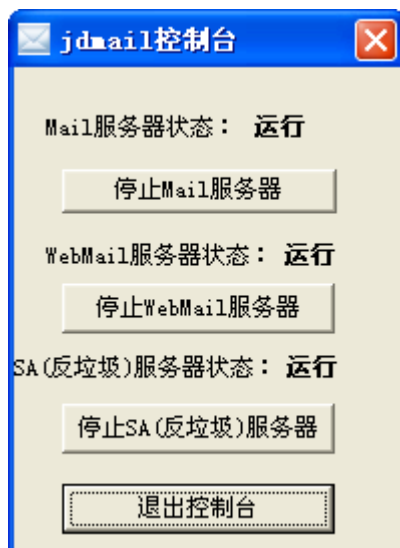 jdmail控制台
Mail服务器状态： 运行
停止Mail服务器
WebMail服务器状态： 运行
停止WebMail服务器
SA(反垃圾)服务器状态： 运行
停止SA(反垃圾)服务器
退出控制台